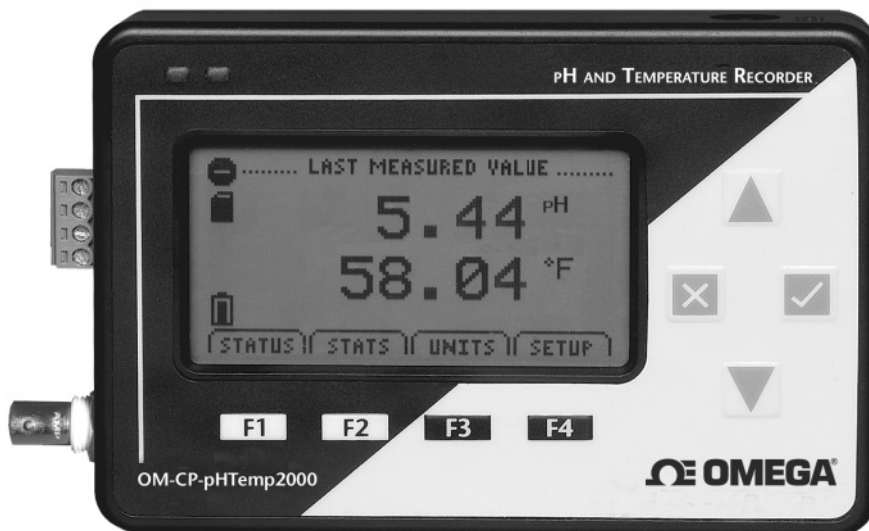 pH AND TEMPERATURE RECORDER
......... LAST MEASURED VALUE .........
5.44 pH
58.04 °F
STATUS STATS UNITS SETUP
F1 F2 F3 F4
OM-CP-pHTemp2000
OMEGA®